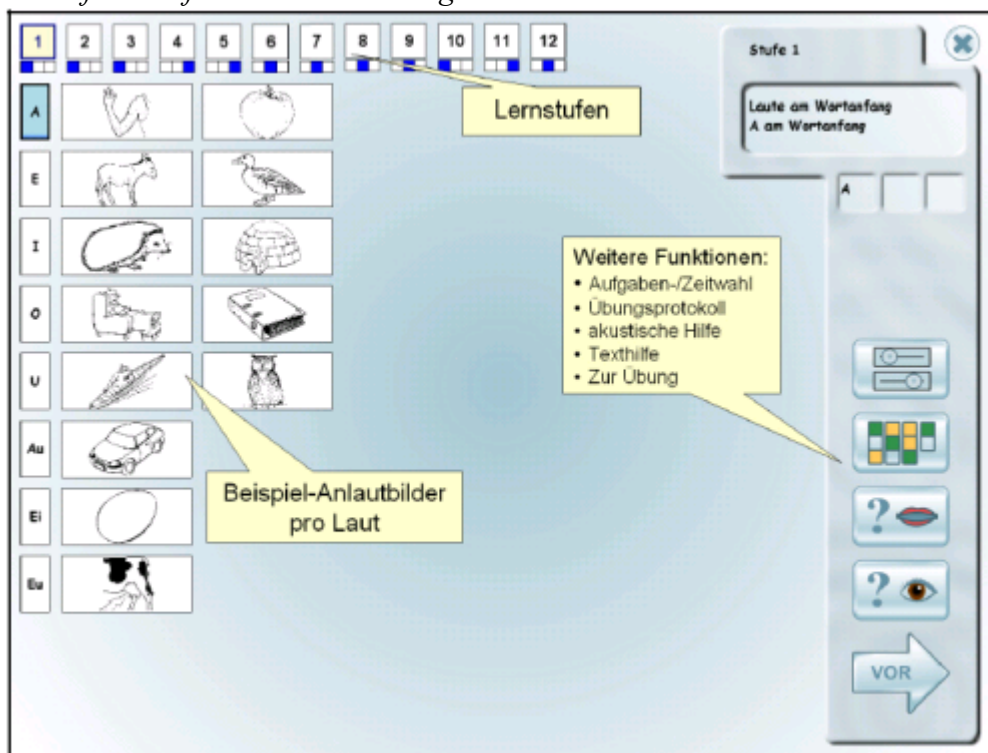 1 2 3 4 5 6 7 8 9 10 11 12
Stufe 1
Laute am Wortanfang
A am Wortanfang
A
Lernstufen
A
E
I
O
U
Au
Ei
Eu
Weitere Funktionen:
• Aufgaben-/Zeitwahl
• Übungsprotokoll
• akustische Hilfe
• Texthilfe
• Zur Übung
Beispiel-Anlautbilder
pro Laut
?
?
VOR